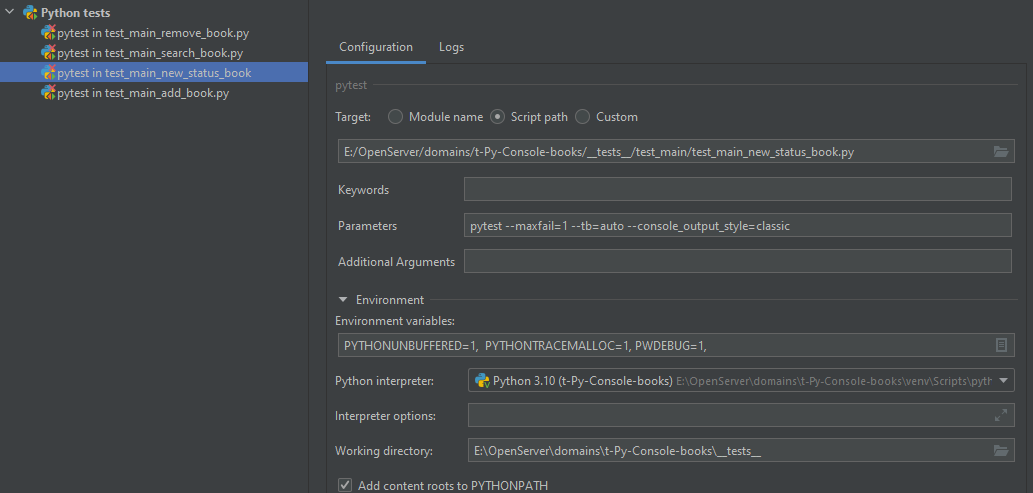 Python tests
pytest in test_main_remove_book.py
pytest in test_main_search_book.py
pytest in test_main_new_status_book
pytest in test_main_add_book.py
Configuration Logs
pytest
Target: Module name Script path Custom
E:/OpenServer/domains/t-Py-Console-books/__tests__/test_main/test_main_new_status_book.py
Keywords
Parameters pytest --maxfail=1 --tb=auto --console_output_style=classic
Additional Arguments
Environment
Environment variables:
PYTHONUNBUFFERED=1, PYTHONTRACEMALLOC=1, PWDEBUG=1,
Python interpreter: Python 3.10 (t-Py-Console-books) E:\OpenServer\domains\t-Py-Console-books\venv\Scripts\pyth
Interpreter options:
Working directory: E:\OpenServer\domains\t-Py-Console-books\__tests__
Add content roots to PYTHONPATH